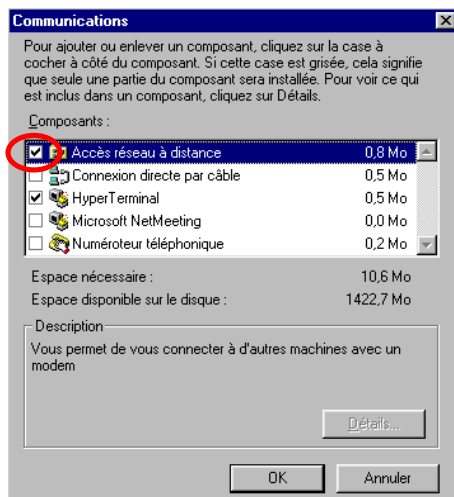 Communications
Pour ajouter ou enlever un composant, cliquez sur la case à
cocher à côté du composant. Si cette case est grisée, cela signifie
que seule une partie du composant sera installée. Pour voir ce qui
est inclus dans un composant, cliquez sur Détails.
Composants :
Accès réseau à distance 0,8 Mo
Connexion directe par câble 0,5 Mo
HyperTerminal 0,5 Mo
Microsoft NetMeeting 0,0 Mo
Numéroteur téléphonique 0,2 Mo
Espace nécessaire : 10,6 Mo
Espace disponible sur le disque : 1422,7 Mo
Description
Vous permet de vous connecter à d'autres machines avec un
modem
Détails...
OK Annuler